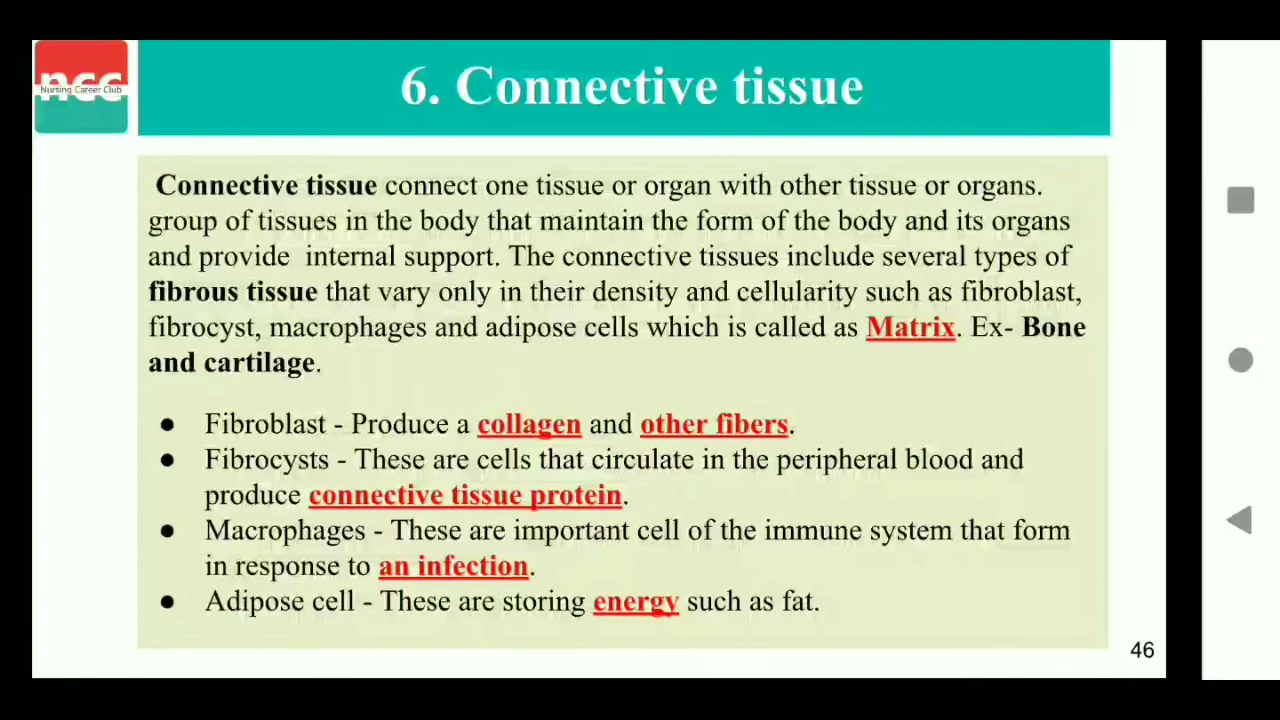 ncc
Nursing Career Club
6. Connective tissue
Connective tissue connect one tissue or organ with other tissue or organs.
group of tissues in the body that maintain the form of the body and its organs
and provide internal support. The connective tissues include several types of
fibrous tissue that vary only in their density and cellularity such as fibroblast,
fibrocyst, macrophages and adipose cells which is called as Matrix. Ex- Bone
and cartilage.
● Fibroblast - Produce a collagen and other fibers.
● Fibrocysts - These are cells that circulate in the peripheral blood and
produce connective tissue protein.
● Macrophages - These are important cell of the immune system that form
in response to an infection.
● Adipose cell - These are storing energy such as fat.
46